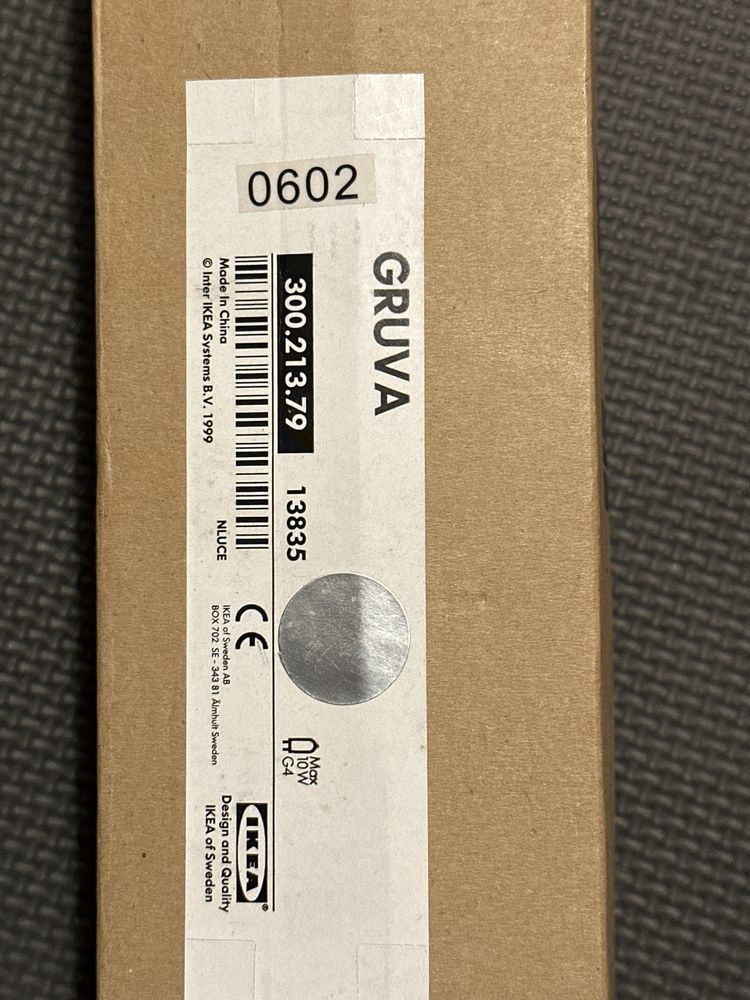 0602
GRUVA
300.213.79
13835
Made In China
© Inter IKEA Systems B.V. 1999
NLUCE
CE
IKEA of Sweden AB
BOX 702 SE - 343 81 Älmhult Sweden
Max
10W
G4
IKEA®
Design and Quality
IKEA of Sweden